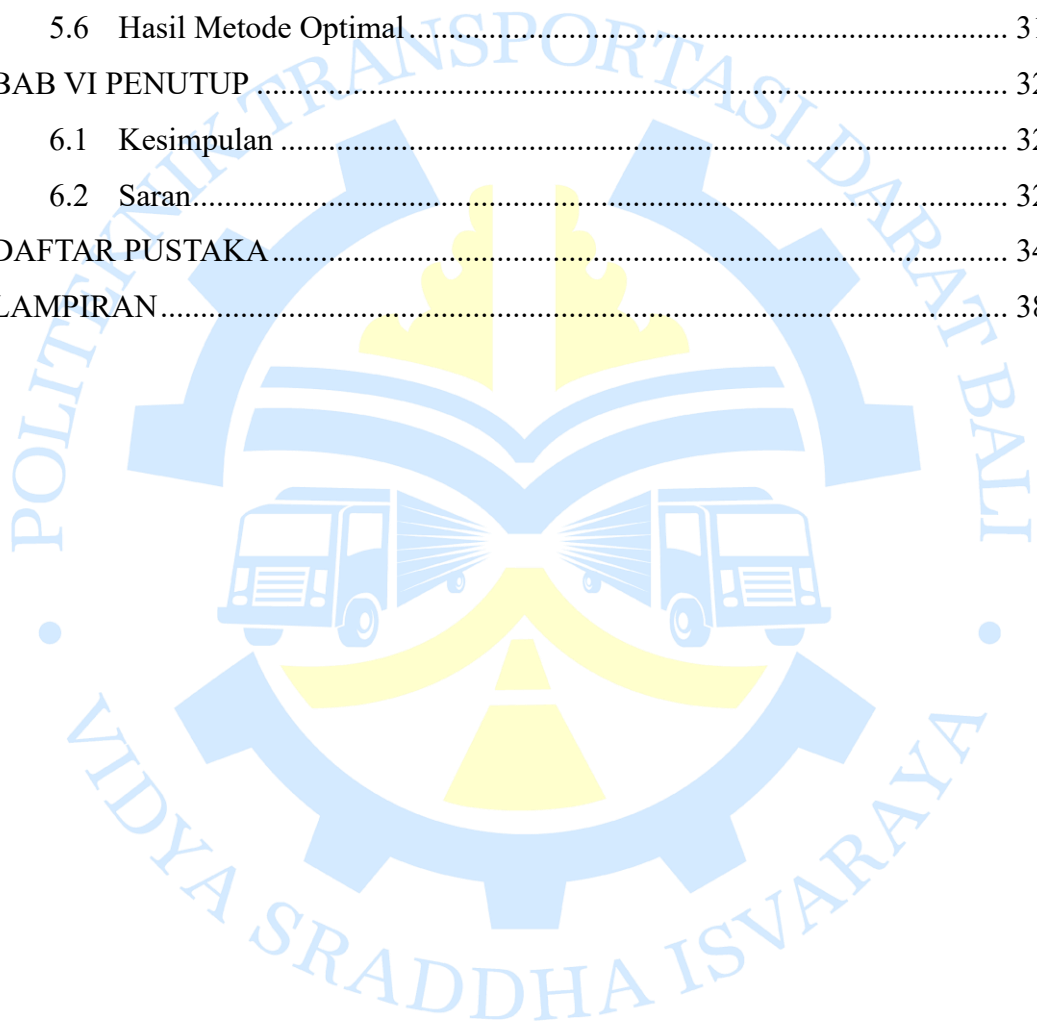 5.6 Hasil Metode Optimal.......................................................................... 31
BAB VI PENUTUP............................................................................................ 32
6.1 Kesimpulan.......................................................................................... 32
6.2 Saran..................................................................................................... 32
DAFTAR PUSTAKA.......................................................................................... 34
LAMPIRAN........................................................................................................ 38
POLITEKNIK TRANSPORTASI DARAT BALI
• VIDYA SRADDHA ISVARAYA •